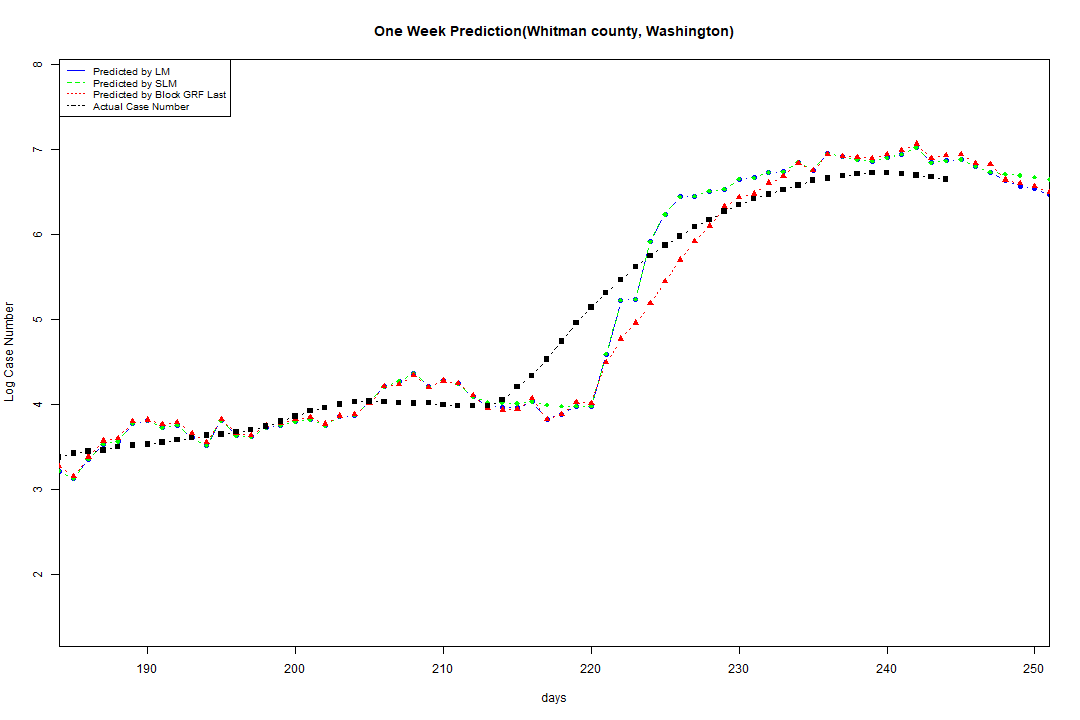 One Week Prediction(Whitman county, Washington)
Predicted by LM
Predicted by SLM
Predicted by Block GRF Last
Actual Case Number
Log Case Number
8
7
6
5
4
3
2
190 200 210 220 230 240 250
days